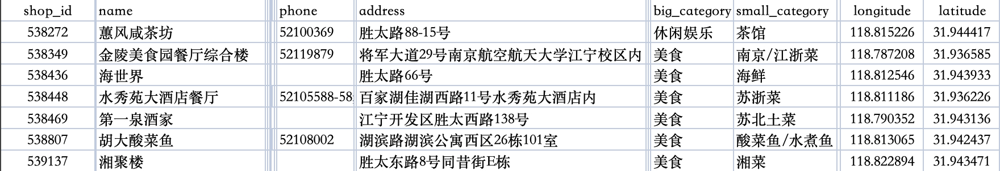 shop_id name phone address big_category small_category longitude latitude
538272 蕙风咸茶坊 52100369 胜太路88-15号 休闲娱乐 茶馆 118.815226 31.944417
538349 金陵美食园餐厅综合楼 52119879 将军大道29号南京航空航天大学江宁校区内 美食 南京/江浙菜 118.787208 31.936585
538436 海世界 胜太路66号 美食 海鲜 118.812546 31.943933
538448 水秀苑大酒店餐厅 52105588-58 百家湖佳湖西路11号水秀苑大酒店内 美食 苏浙菜 118.811186 31.936226
538469 第一泉酒家 江宁开发区胜太西路138号 美食 苏北土菜 118.790352 31.943136
538807 胡大酸菜鱼 52108002 湖滨路湖滨公寓西区26栋101室 美食 酸菜鱼/水煮鱼 118.813065 31.942437
539137 湘聚楼 胜太东路8号同昔街E栋 美食 湘菜 118.822894 31.943471